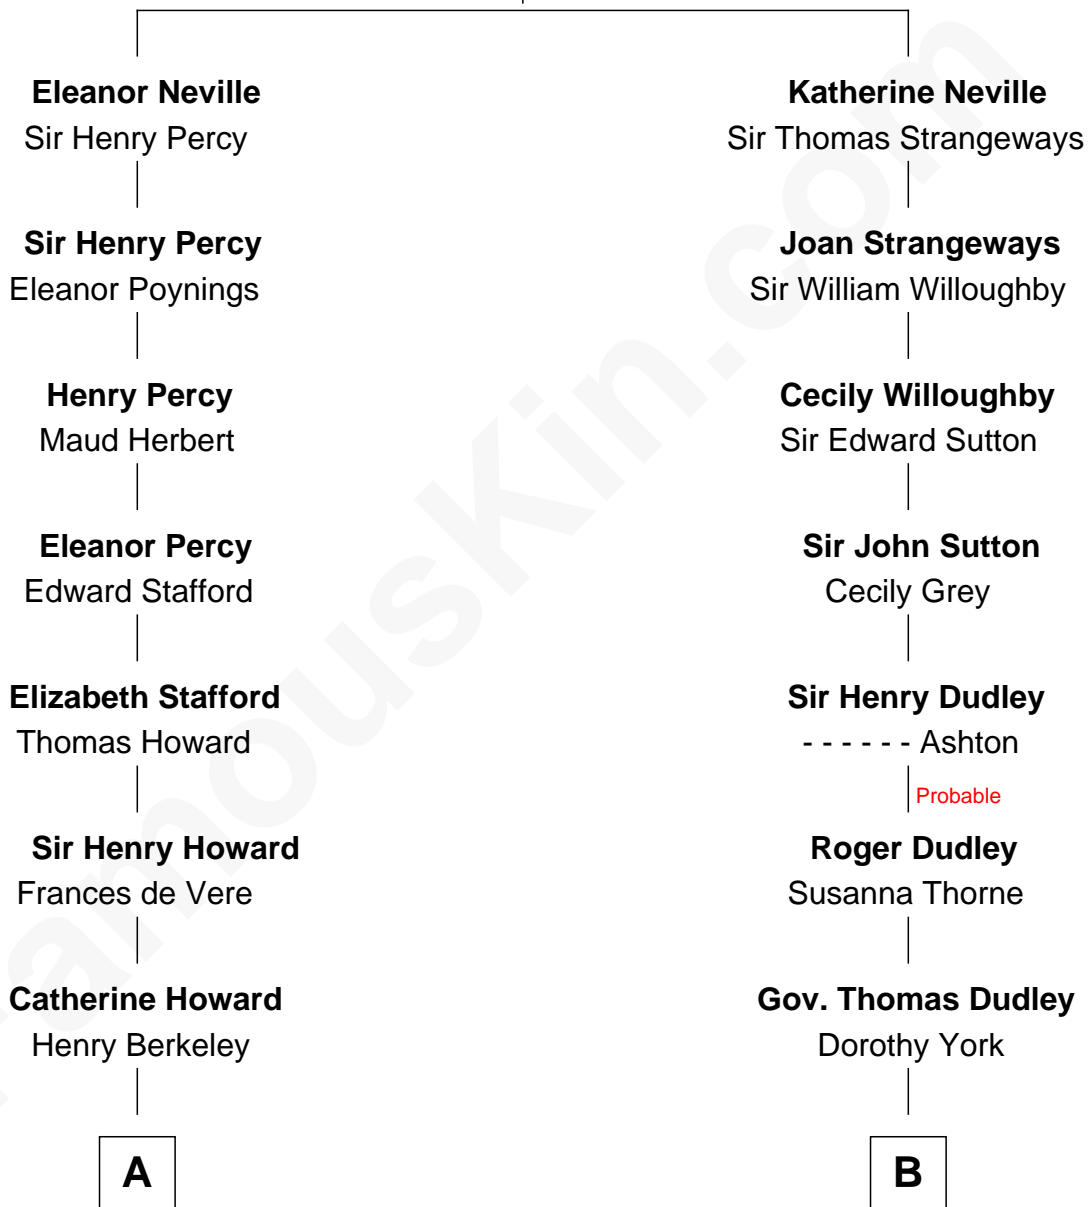 Eleanor Neville
Sir Henry Percy
Sir Henry Percy
Eleanor Poynings
Henry Percy
Maud Herbert
Eleanor Percy
Edward Stafford
Elizabeth Stafford
Thomas Howard
Sir Henry Howard
Frances de Vere
Catherine Howard
Henry Berkeley
A
Katherine Neville
Sir Thomas Strangeways
Joan Strangeways
Sir William Willoughby
Cecily Willoughby
Sir Edward Sutton
Sir John Sutton
Cecily Grey
Sir Henry Dudley
- - - - - - Ashton
Probable
Roger Dudley
Susanna Thorne
Gov. Thomas Dudley
Dorothy York
B
FamousKin.com